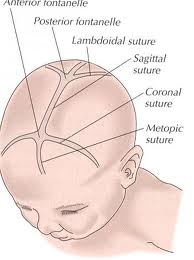 Anterior fontanelle
Posterior fontanelle
Lambdoidal suture
Sagittal
suture
Coronal
suture
Metopic
suture